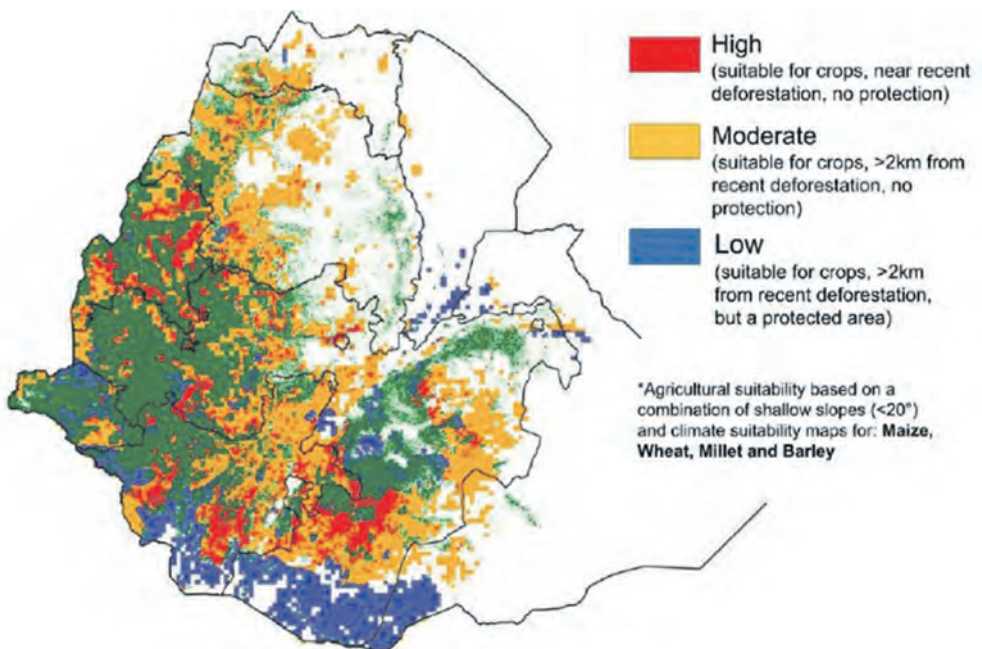 High
(suitable for crops, near recent
deforestation, no protection)
Moderate
(suitable for crops, >2km from
recent deforestation, no
protection)
Low
(suitable for crops, >2km
from recent deforestation,
but a protected area)
*Agricultural suitability based on a
combination of shallow slopes (<20°)
and climate suitability maps for: Maize,
Wheat, Millet and Barley